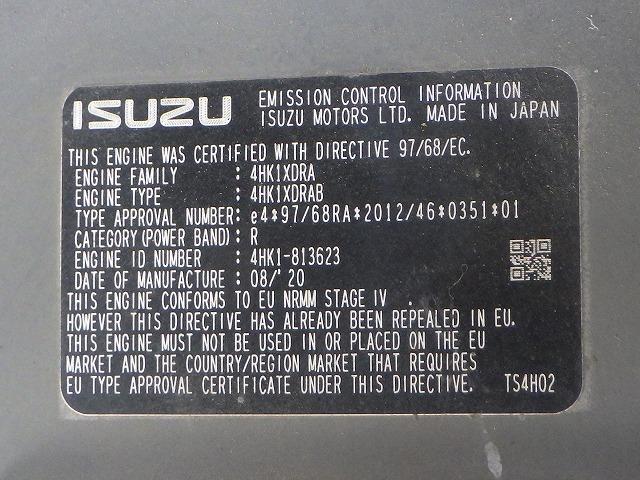 ISUZU EMISSION CONTROL INFORMATION
ISUZU MOTORS LTD. MADE IN JAPAN
THIS ENGINE WAS CERTIFIED WITH DIRECTIVE 97/68/EC.
ENGINE FAMILY : 4HK1XDRA
ENGINE TYPE : 4HK1XDRAB
TYPE APPROVAL NUMBER: e4*97/68RA*2012/46*0351*01
CATEGORY(POWER BAND): R
ENGINE ID NUMBER : 4HK1-813623
DATE OF MANUFACTURE : 08/'20
THIS ENGINE CONFORMS TO EU NRMM STAGE IV .
HOWEVER THIS DIRECTIVE HAS ALREADY BEEN REPEALED IN EU.
THIS ENGINE MUST NOT BE USED IN OR PLACED ON THE EU
MARKET AND THE COUNTRY/REGION MARKET THAT REQUIRES
EU TYPE APPROVAL CERTIFICATE UNDER THIS DIRECTIVE. TS4H02